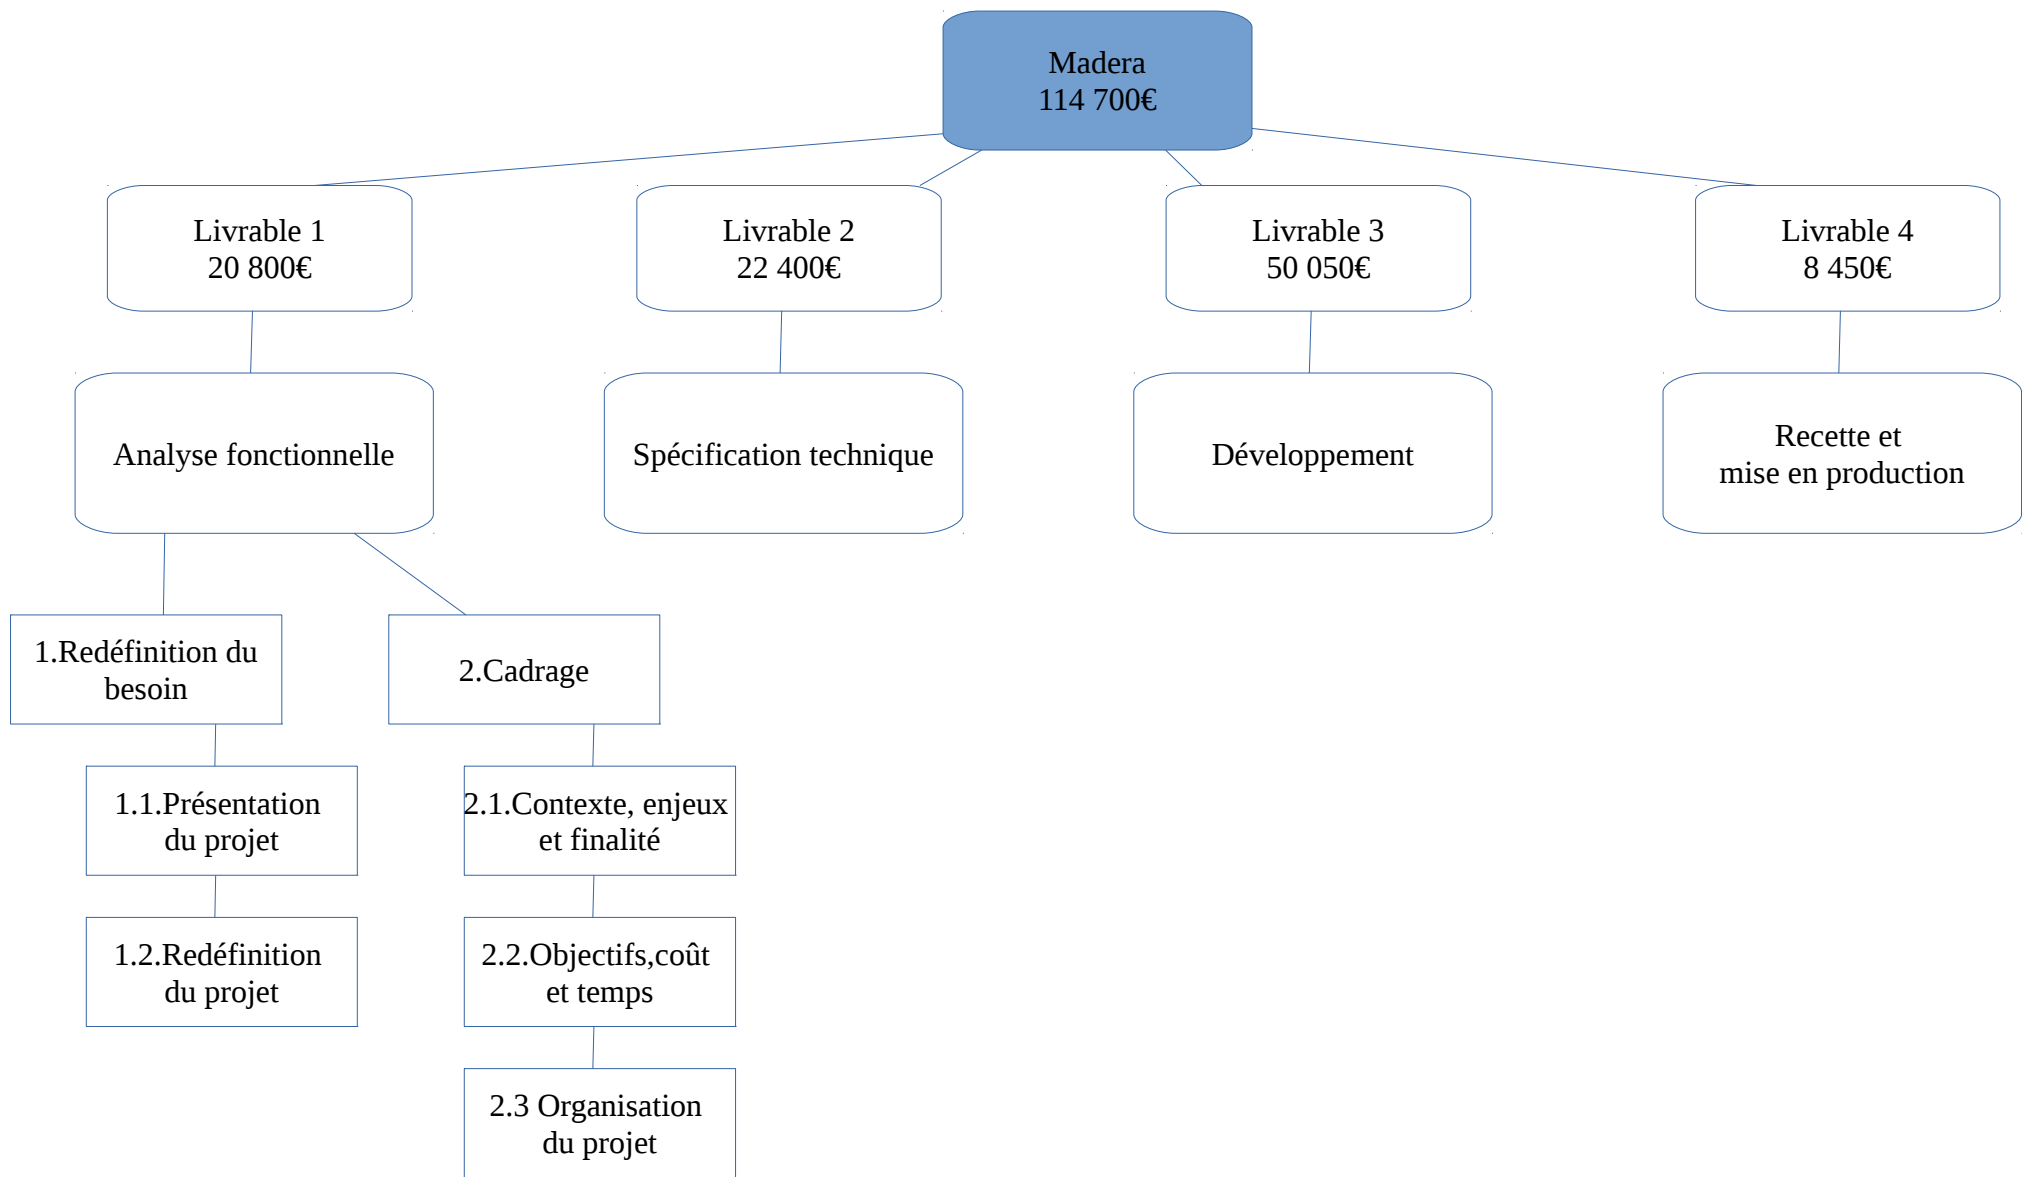 Madera
114 700€
Livrable 1
20 800€
Livrable 2
22 400€
Livrable 3
50 050€
Livrable 4
8 450€
Analyse fonctionnelle
Spécification technique
Développement
Recette et
mise en production
1.Redéfinition du
besoin
2.Cadrage
1.1.Présentation
du projet
2.1.Contexte, enjeux
et finalité
1.2.Redéfinition
du projet
2.2.Objectifs,coût
et temps
2.3 Organisation
du projet